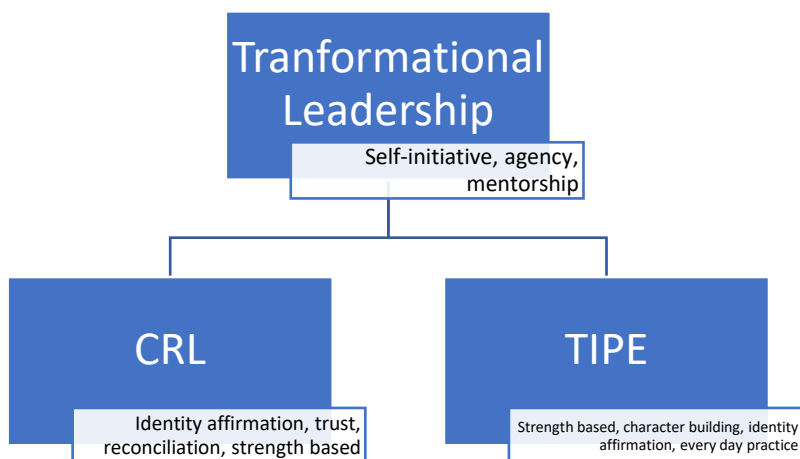 Tranformational
Leadership
Self-initiative, agency,
mentorship
CRL
Identity affirmation, trust,
reconciliation, strength based
TIPE
Strength based, character building, identity
affirmation, every day practice